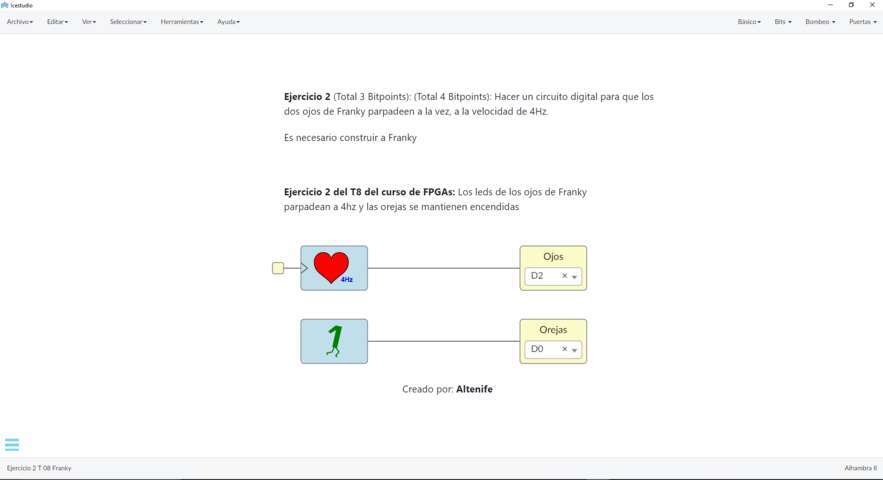 Icestudio
Archivo Editar Ver Seleccionar Herramientas Ayuda Básico Bits Bombeo Puertas
Ejercicio 2 (Total 3 Bitpoints): (Total 4 Bitpoints): Hacer un circuito digital para que los
dos ojos de Franky parpadeen a la vez, a la velocidad de 4Hz.
Es necesario construir a Franky
Ejercicio 2 del T8 del curso de FPGAs: Los leds de los ojos de Franky
parpadean a 4hz y las orejas se mantienen encendidas
Ojos
4Hz
D2
Orejas
1
D0
Creado por: Altenife
Ejercicio 2 T 08 Franky
Alhambra II